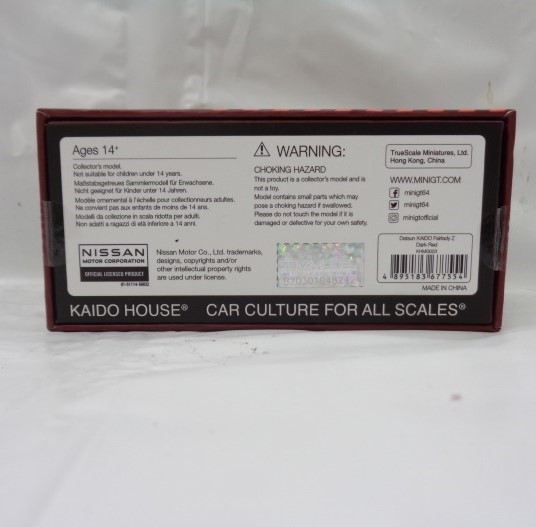 Ages 14+
Collector's model.
Not suitable for children under 14 years.
Maßstabsgetreues Sammlermodell für Erwachsene.
Nicht geeignet für Kinder unter 14 Jahren.
Modèle ornemental à l'échelle pour collectionneurs adultes.
Ne convient pas aux enfants de moins de 14 ans.
Modelli da collezione in scala ridotta per adulti.
Non adatti a ragazzi di età inferiore a 14 anni.
NISSAN
MOTOR CORPORATION
OFFICIAL LICENSED PRODUCT
Nissan Motor Co., Ltd. trademarks,
designs, copyrights and/or
other intellectual property rights
are used under license.
⚠ WARNING:
CHOKING HAZARD
This product is a collector's model and is
not a toy.
Model contains small parts which may
pose a choking hazard if swallowed.
Please do not touch the model if it is
damaged or defective for your own safety.
TrueScale Miniatures, Ltd.
Hong Kong, China
WWW.MINIGT.COM
minigt64
minigt64
minigtofficial
Datsun KAIDO Fairlady Z
Dark Red
4 895183 677554
MADE IN CHINA
KAIDO HOUSE® CAR CULTURE FOR ALL SCALES®